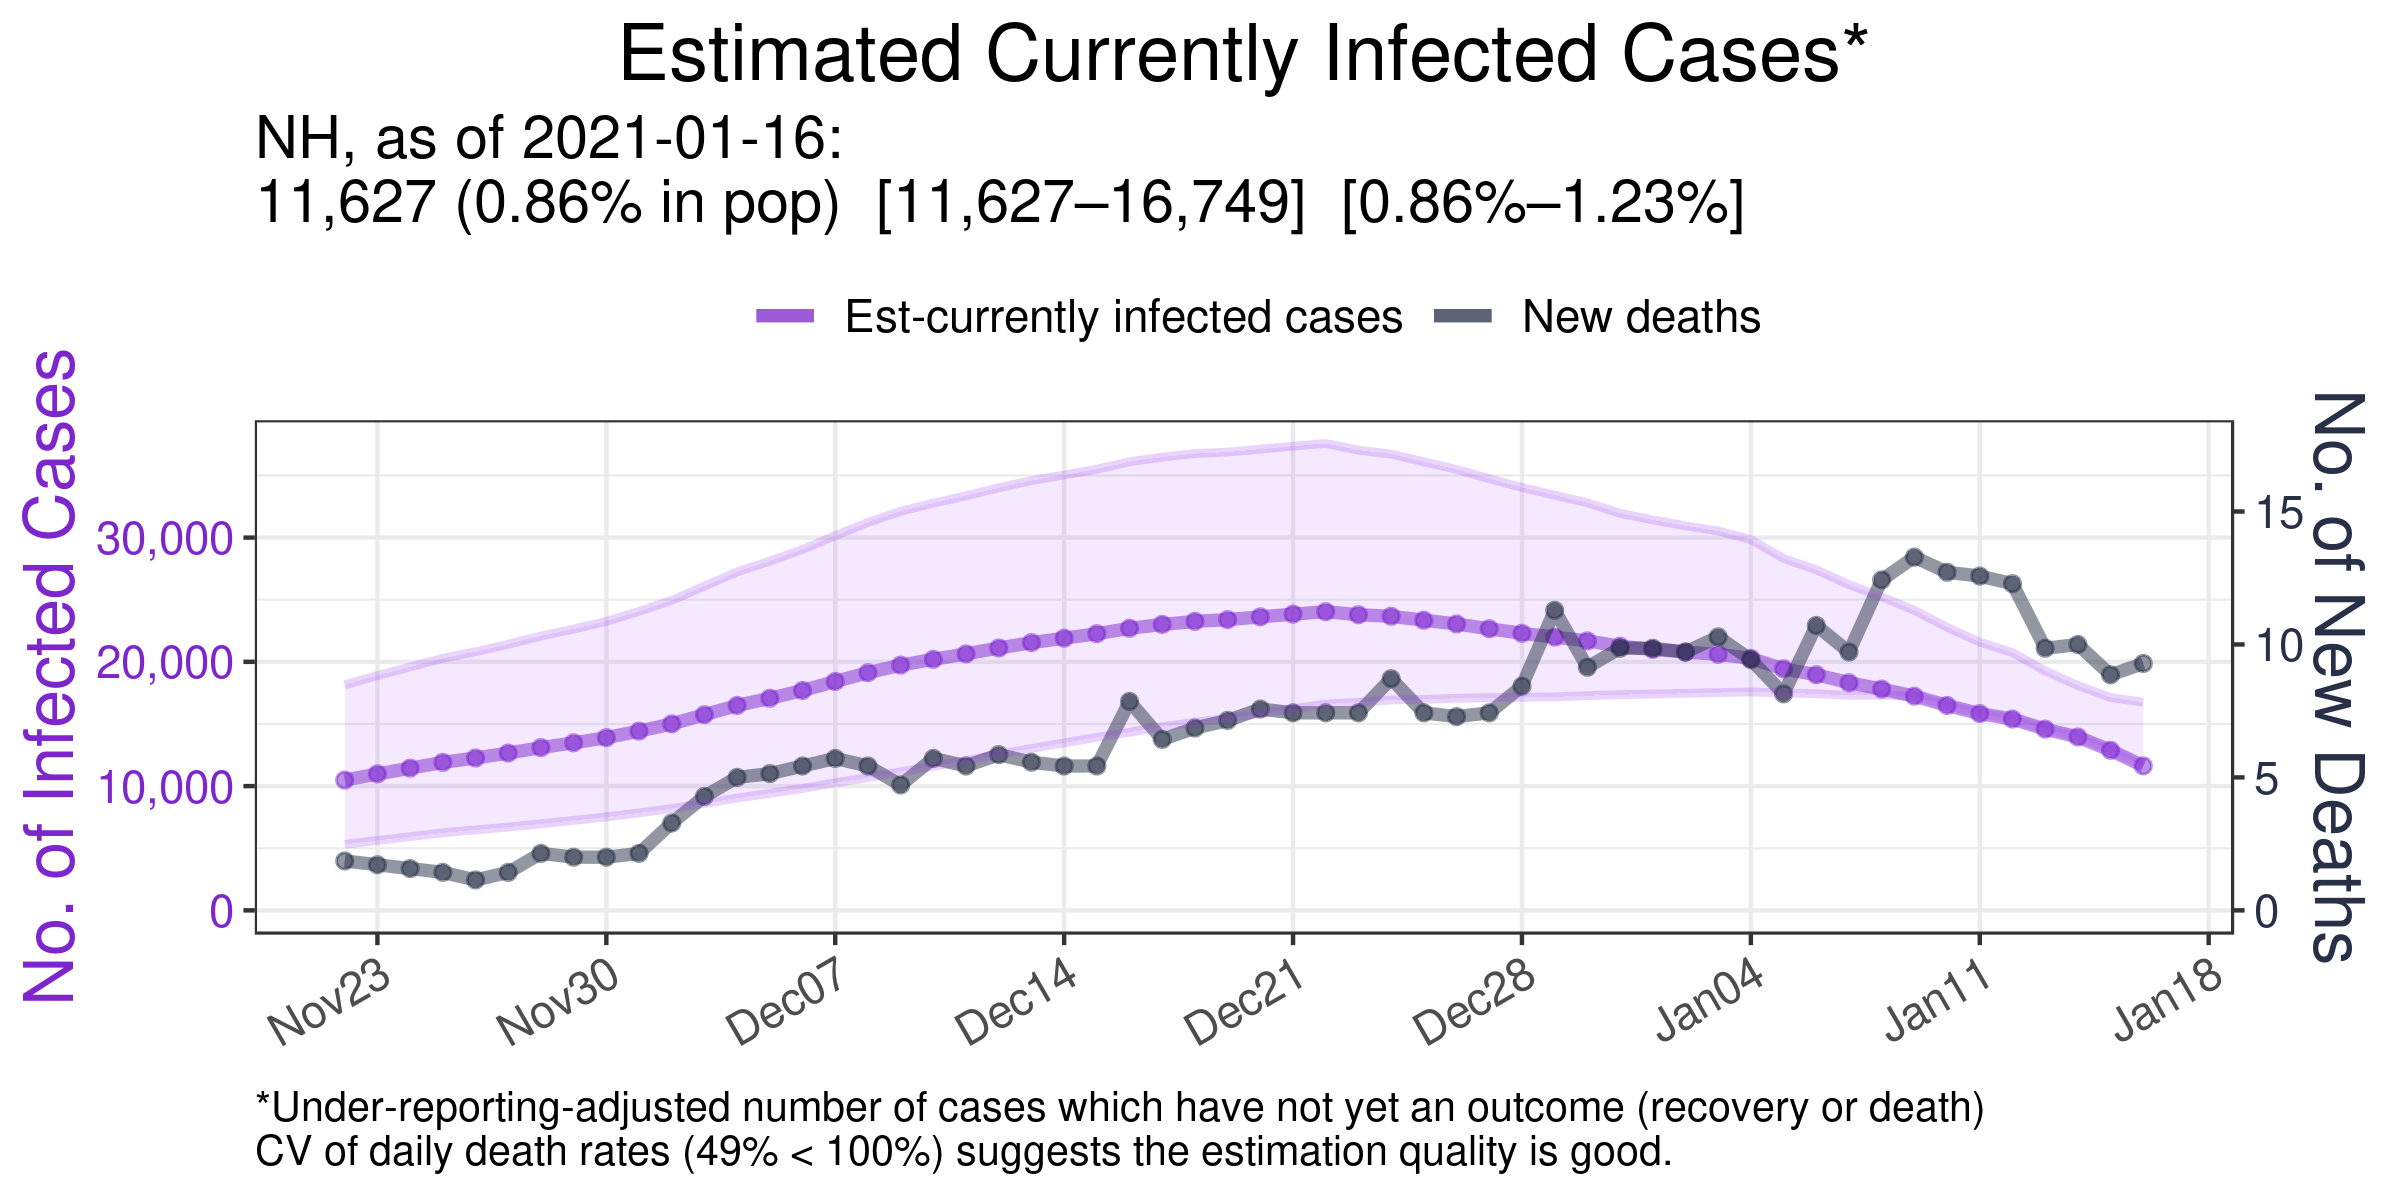 Estimated Currently Infected Cases*
NH, as of 2021-01-16:
11,627 (0.86% in pop)  [11,627–16,749]  [0.86%–1.23%]
Est-currently infected cases
New deaths
No. of Infected Cases
30,000
20,000
10,000
0
15
10
5
0
No. of New Deaths
Nov23
Nov30
Dec07
Dec14
Dec21
Dec28
Jan04
Jan11
Jan18
*Under-reporting-adjusted number of cases which have not yet an outcome (recovery or death)
CV of daily death rates (49% < 100%) suggests the estimation quality is good.